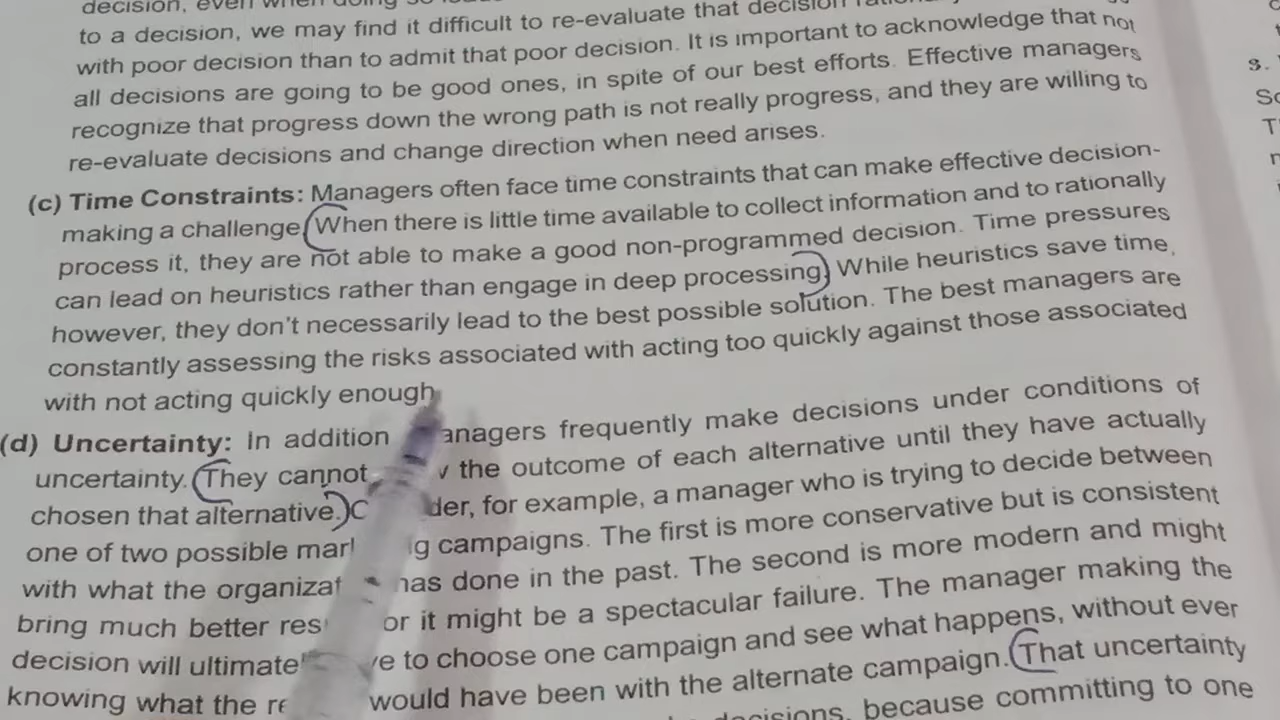 decision, even when doing so
to a decision, we may find it difficult to re-evaluate that decision
with poor decision than to admit that poor decision. It is important to acknowledge that not
all decisions are going to be good ones, in spite of our best efforts. Effective managers
recognize that progress down the wrong path is not really progress, and they are willing to
re-evaluate decisions and change direction when need arises.
(c) Time Constraints: Managers often face time constraints that can make effective decision-
making a challenge. When there is little time available to collect information and to rationally
process it, they are not able to make a good non-programmed decision. Time pressures
can lead on heuristics rather than engage in deep processing. While heuristics save time,
however, they don't necessarily lead to the best possible solution. The best managers are
constantly assessing the risks associated with acting too quickly against those associated
with not acting quickly enough.
(d) Uncertainty: In addition anagers frequently make decisions under conditions of
uncertainty. They cannot the outcome of each alternative until they have actually
chosen that alternative. C der, for example, a manager who is trying to decide between
one of two possible mar ig campaigns. The first is more conservative but is consistent
with what the organizat has done in the past. The second is more modern and might
bring much better res or it might be a spectacular failure. The manager making the
decision will ultimate ve to choose one campaign and see what happens, without ever
knowing what the re would have been with the alternate campaign. That uncertainty
decisions, because committing to one
s.
So
T